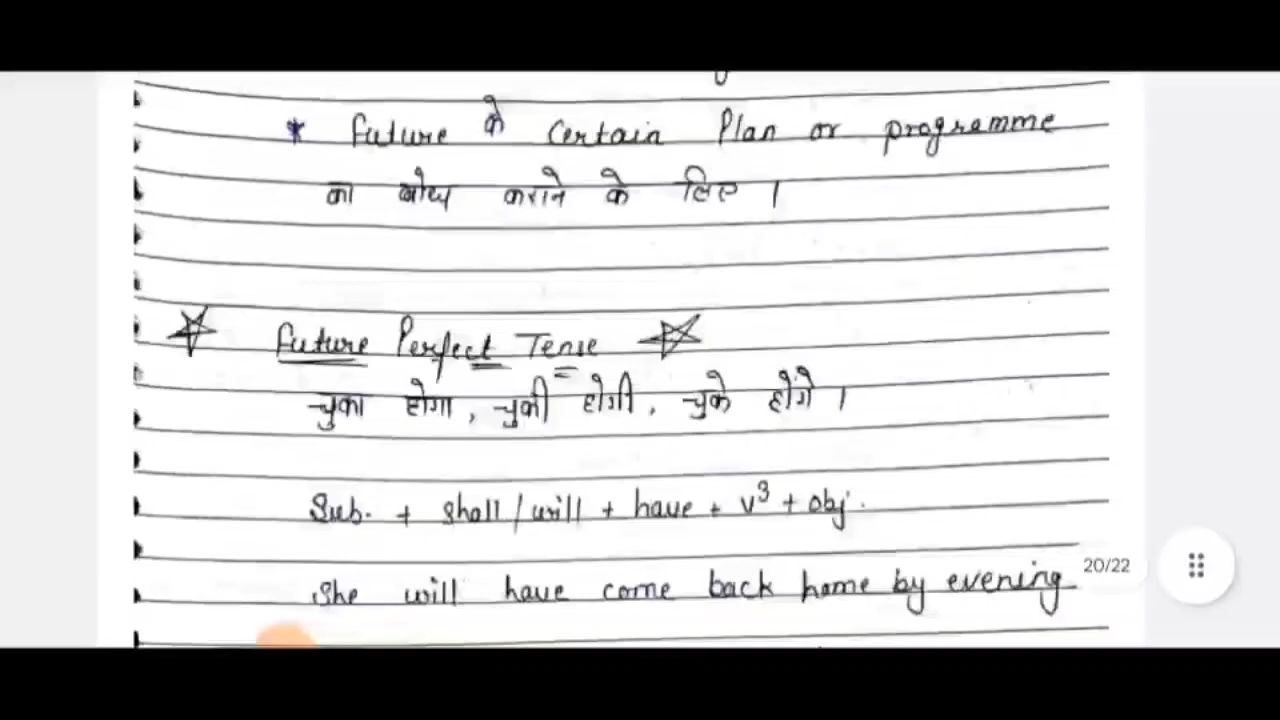 * Future के Certain Plan or programme
का बोध कराने के लिए ।
Future Perfect Tense
चुका होगा, चुकी होगी, चुके होंगे ।
Sub. + shall/will + have + v³ + obj.
She will have come back home by evening
20/22